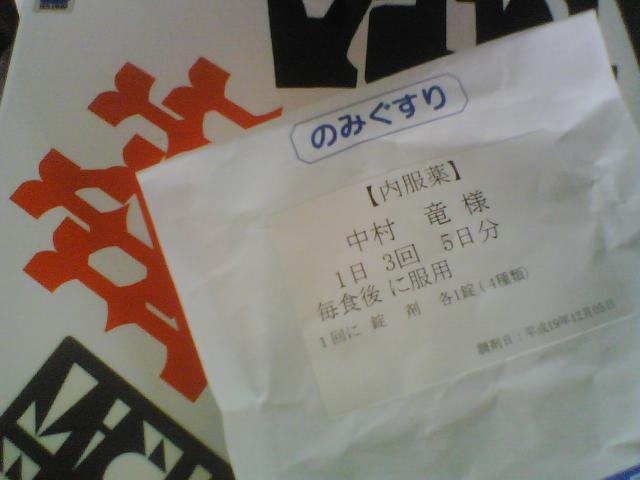 のみぐすり
【内服薬】
中村 竜 様
1日 3回 5日分
毎食後 に服用
1回に 錠 剤 各1錠(4種類)
調剤日:平成19年12月05日